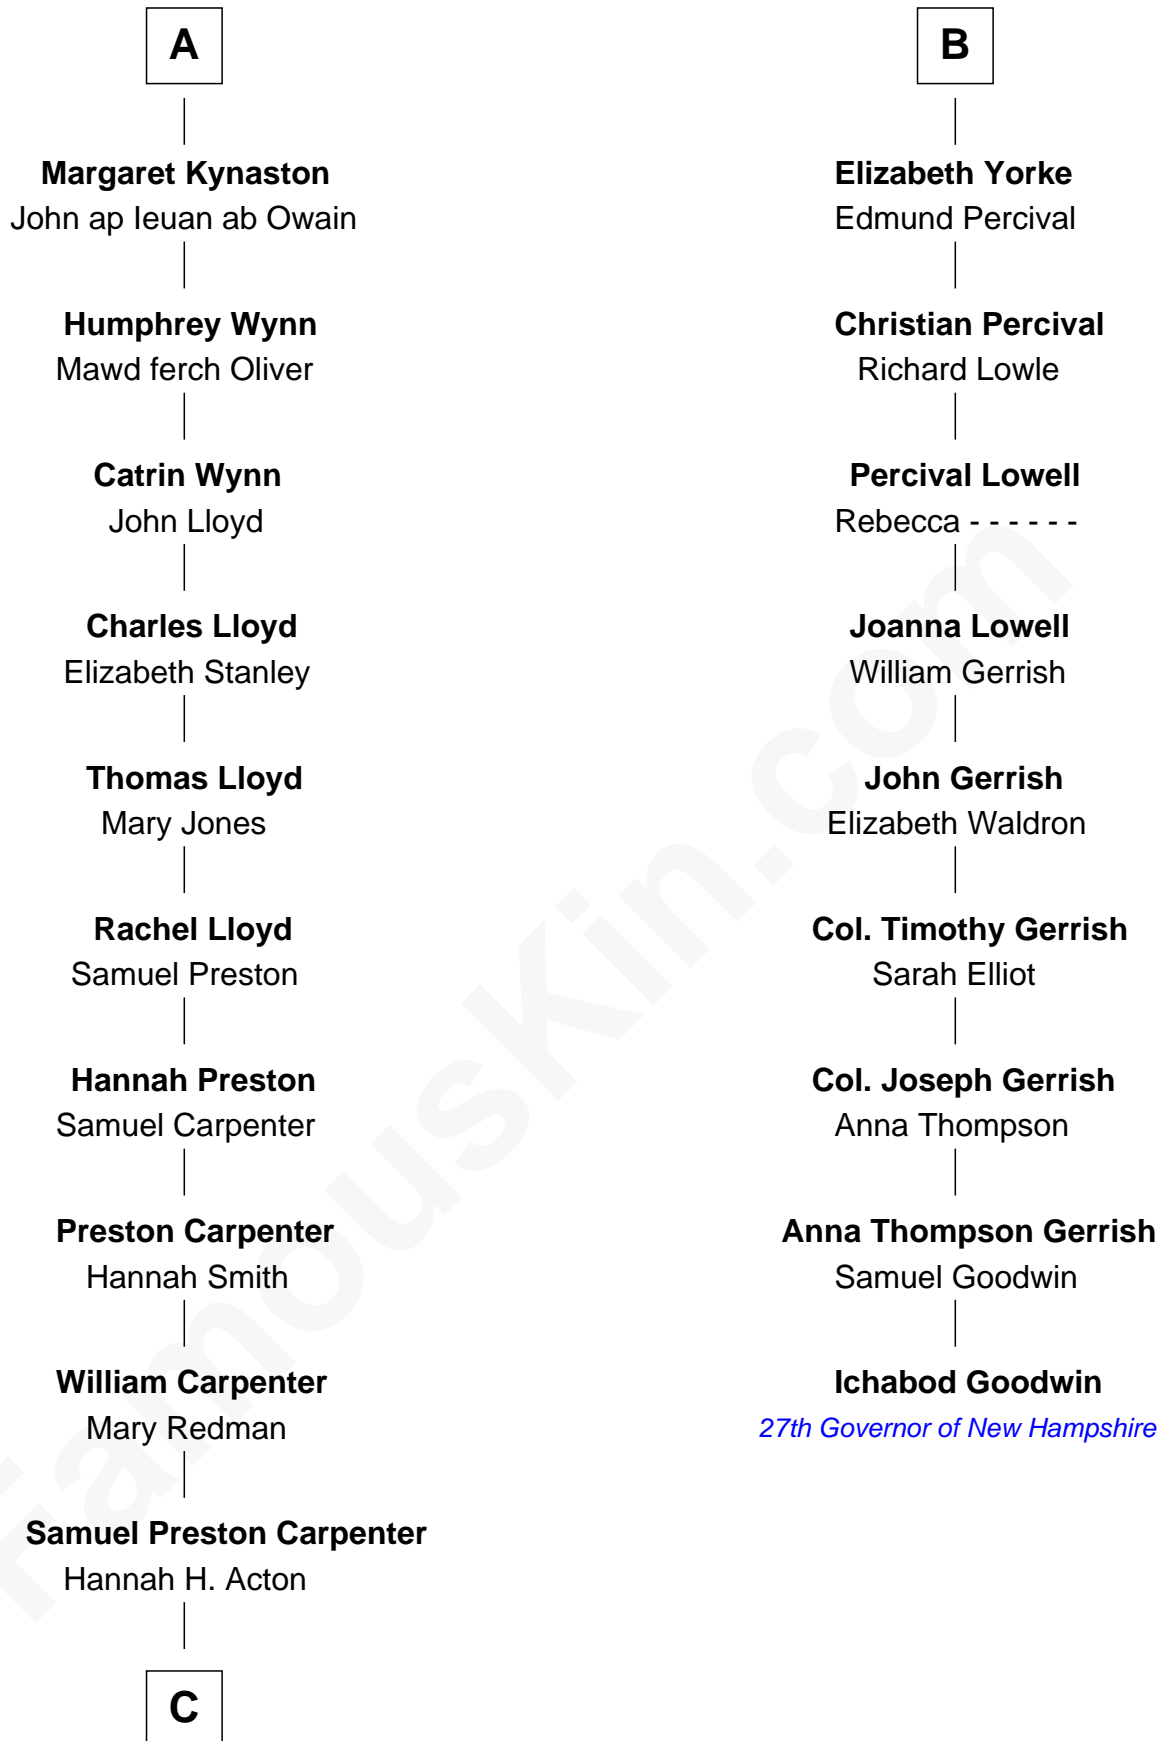 A
Margaret Kynaston
John ap Ieuan ab Owain
Humphrey Wynn
Mawd ferch Oliver
Catrin Wynn
John Lloyd
Charles Lloyd
Elizabeth Stanley
Thomas Lloyd
Mary Jones
Rachel Lloyd
Samuel Preston
Hannah Preston
Samuel Carpenter
Preston Carpenter
Hannah Smith
William Carpenter
Mary Redman
Samuel Preston Carpenter
Hannah H. Acton
C
B
Elizabeth Yorke
Edmund Percival
Christian Percival
Richard Lowle
Percival Lowell
Rebecca - - - - - -
Joanna Lowell
William Gerrish
John Gerrish
Elizabeth Waldron
Col. Timothy Gerrish
Sarah Elliot
Col. Joseph Gerrish
Anna Thompson
Anna Thompson Gerrish
Samuel Goodwin
Ichabod Goodwin
27th Governor of New Hampshire
FamousKin.com